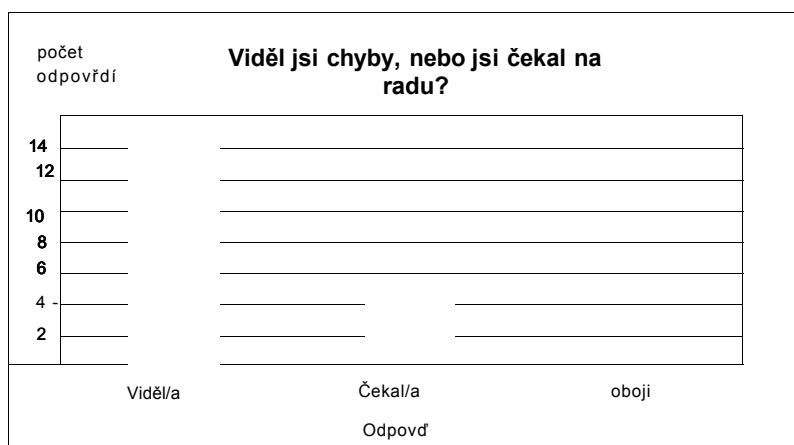 počet
odpovřdí
Viděl jsi chyby, nebo jsi čekal na
radu?
14
12
10
8
6
4 -
2
Viděl/a
Čekal/a
oboji
Odpovď